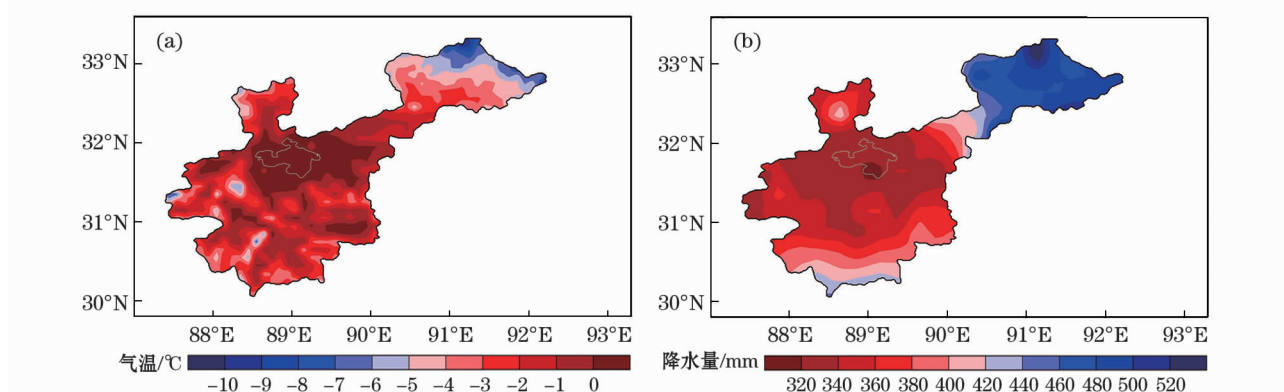 (a)
33°N
32°N
31°N
30°N
88°E 89°E 90°E 91°E 92°E 93°E
气温/℃
-10 -9 -8 -7 -6 -5 -4 -3 -2 -1 0
(b)
33°N
32°N
31°N
30°N
88°E 89°E 90°E 91°E 92°E 93°E
降水量/mm
320 340 360 380 400 420 440 460 480 500 520